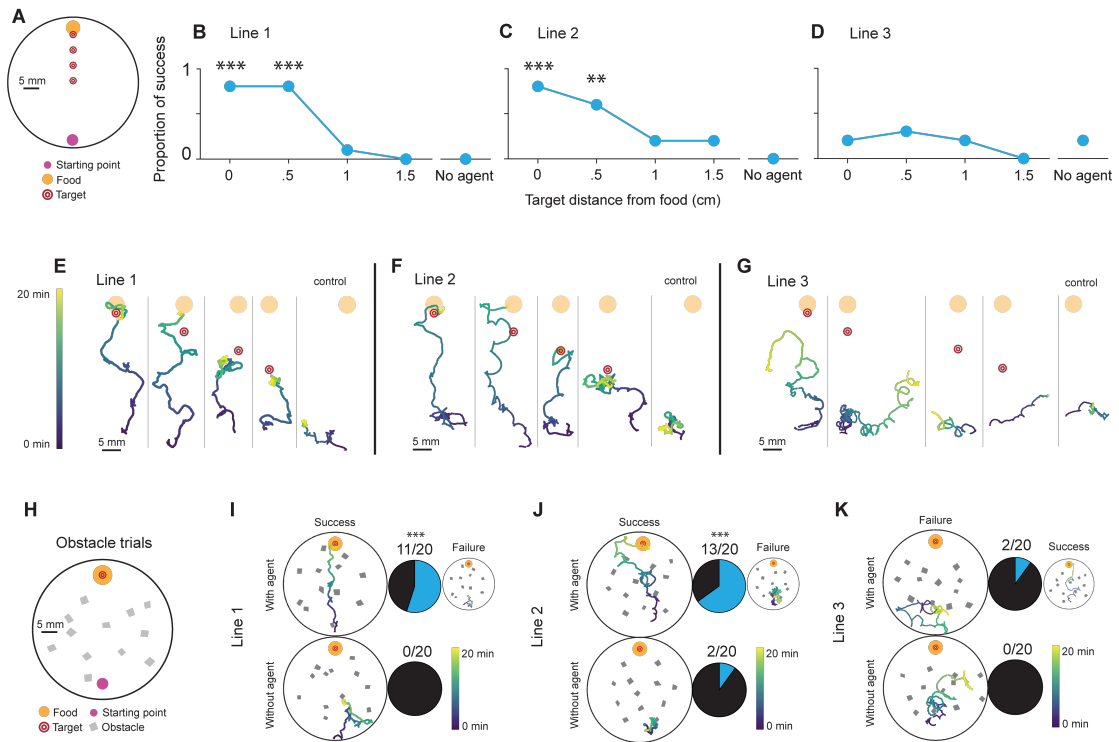 A
5 mm
Starting point
Food
Target
Proportion of success
B Line 1
1
0
*** ***
0 .5 1 1.5 No agent
C Line 2
*** **
0 .5 1 1.5 No agent
D Line 3
0 .5 1 1.5 No agent
Target distance from food (cm)
20 min
0 min
E
Line 1
control
5 mm
F
Line 2
control
5 mm
G
Line 3
control
5 mm
H
Obstacle trials
5 mm
Food Starting point
Target Obstacle
I
Line 1
Success
With agent
***
11/20
Failure
Without agent
0/20
20 min
0 min
J
Line 2
Success
With agent
***
13/20
Failure
Without agent
2/20
20 min
0 min
K
Line 3
Failure
With agent
2/20
Success
Without agent
0/20
20 min
0 min